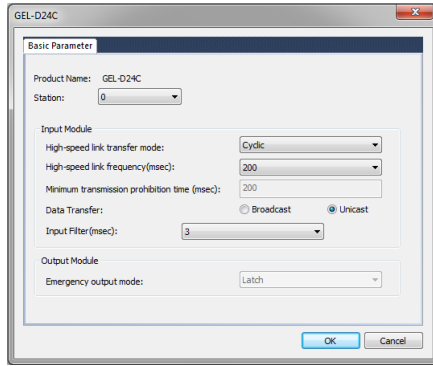 GEL-D24C
Basic Parameter
Product Name: GEL-D24C
Station: 0
Input Module
High-speed link transfer mode: Cyclic
High-speed link frequency(msec): 200
Minimum transmission prohibition time (msec): 200
Data Transfer: Broadcast Unicast
Input Filter(msec): 3
Output Module
Emergency output mode: Latch
OK Cancel